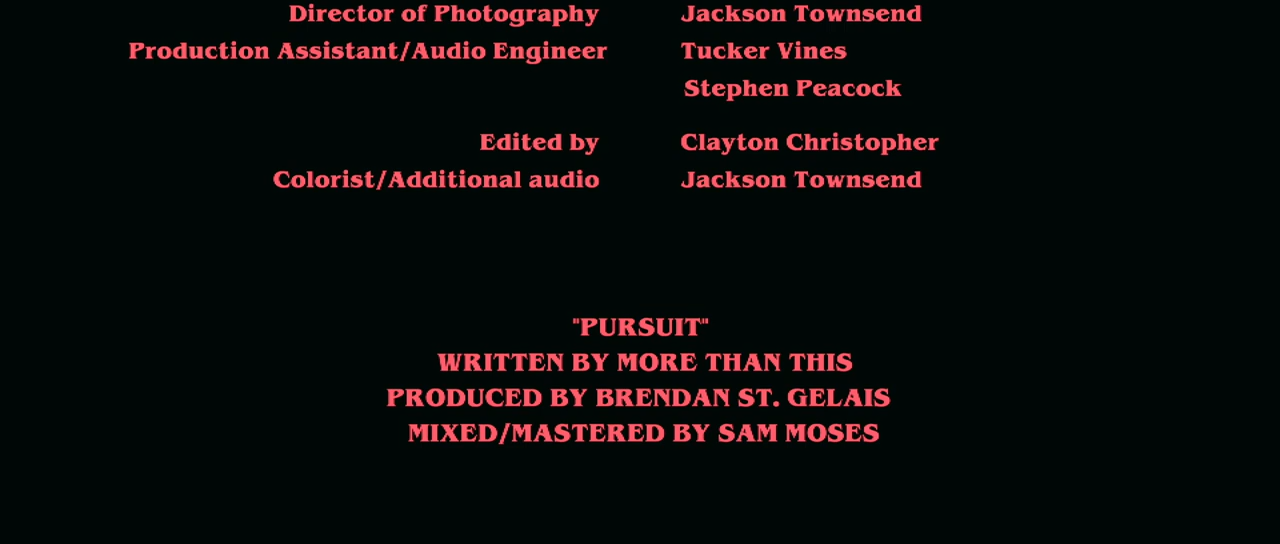 Director of Photography Jackson Townsend
Production Assistant/Audio Engineer Tucker Vines
Stephen Peacock
Edited by Clayton Christopher
Colorist/Additional audio Jackson Townsend
"PURSUIT"
WRITTEN BY MORE THAN THIS
PRODUCED BY BRENDAN ST. GELAIS
MIXED/MASTERED BY SAM MOSES